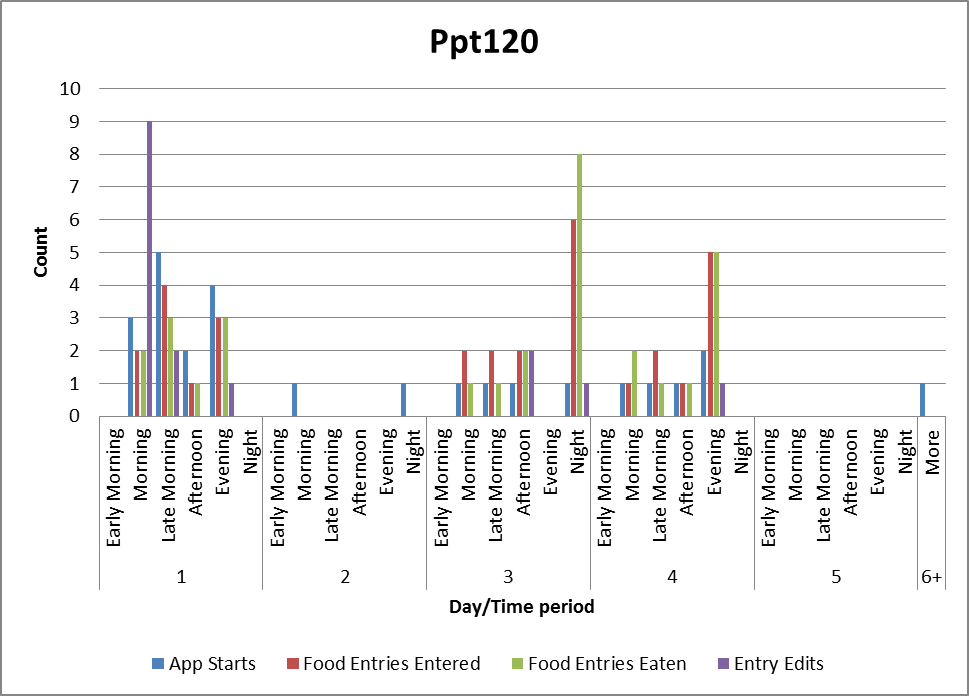 Ppt120
10
9
8
7
6
5
4
3
2
1
0
Count
Early Morning
Morning
Late Morning
Afternoon
Evening
Night
Early Morning
Morning
Late Morning
Afternoon
Evening
Night
Early Morning
Morning
Late Morning
Afternoon
Evening
Night
Early Morning
Morning
Late Morning
Afternoon
Evening
Night
Early Morning
Morning
Late Morning
Afternoon
Evening
Night
More
1 2 3 4 5 6+
Day/Time period
App Starts Food Entries Entered Food Entries Eaten Entry Edits